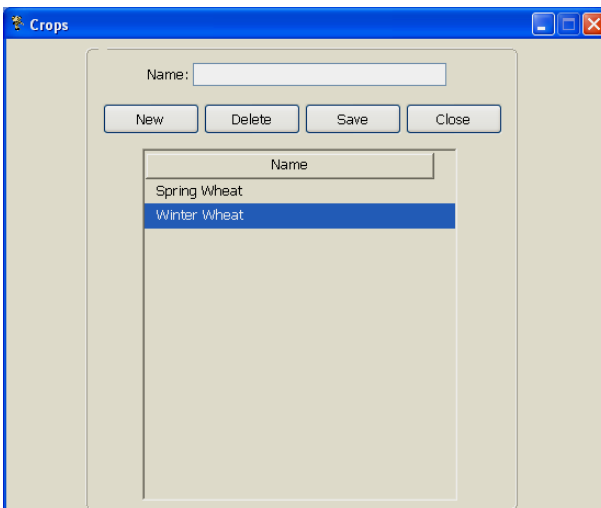 Crops
Name:
New Delete Save Close
Name
Spring Wheat
Winter Wheat